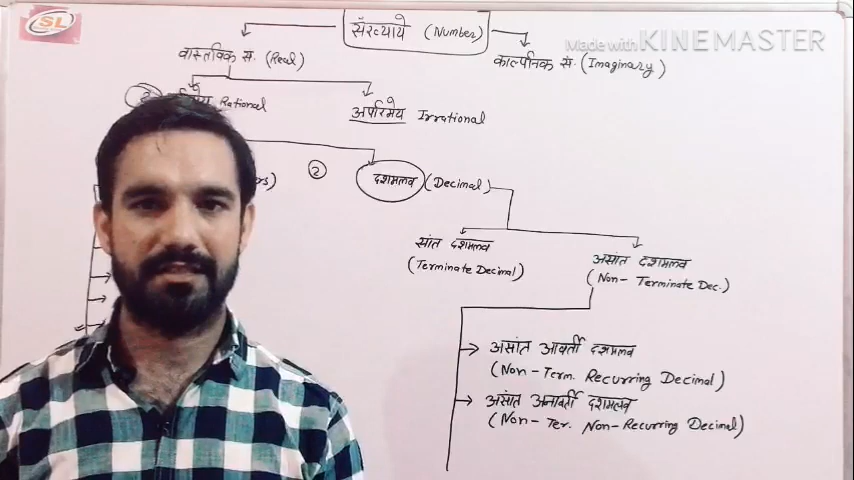 SL
संख्याये (Number)
Made with KINEMASTER
वास्तविक सं. (Real)
काल्पनिक सं. (Imaginary)
Rational
अपरिमेय Irrational
②
दशमलव (Decimal)
सांत दशमलव
(Terminate Decimal)
असांत दशमलव
(Non-Terminate Dec.)
असांत आवर्ती दशमलव
(Non-Term. Recurring Decimal)
असांत अनावर्ती दशमलव
(Non-Ter. Non-Recurring Decimal)